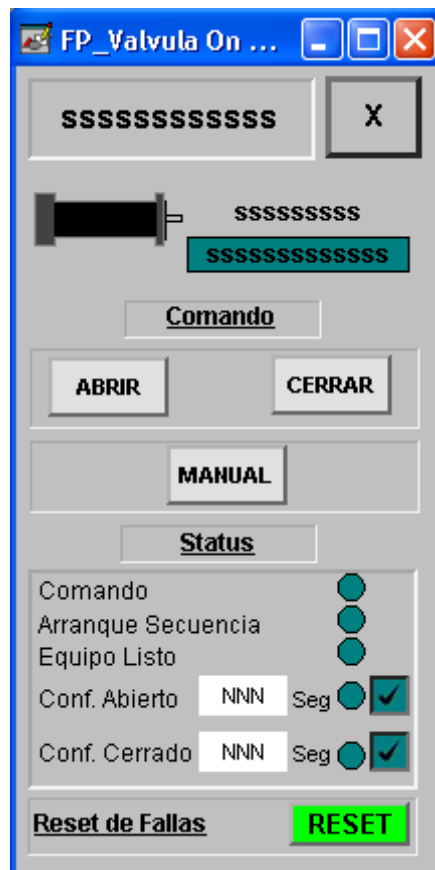 FP_Valvula On ...
ssssssssssss
X
sssssssss
sssssssssssss
Comando
ABRIR
CERRAR
MANUAL
Status
Comando
Arranque Secuencia
Equipo Listo
Conf. Abierto NNN Seg
Conf. Cerrado NNN Seg
Reset de Fallas RESET